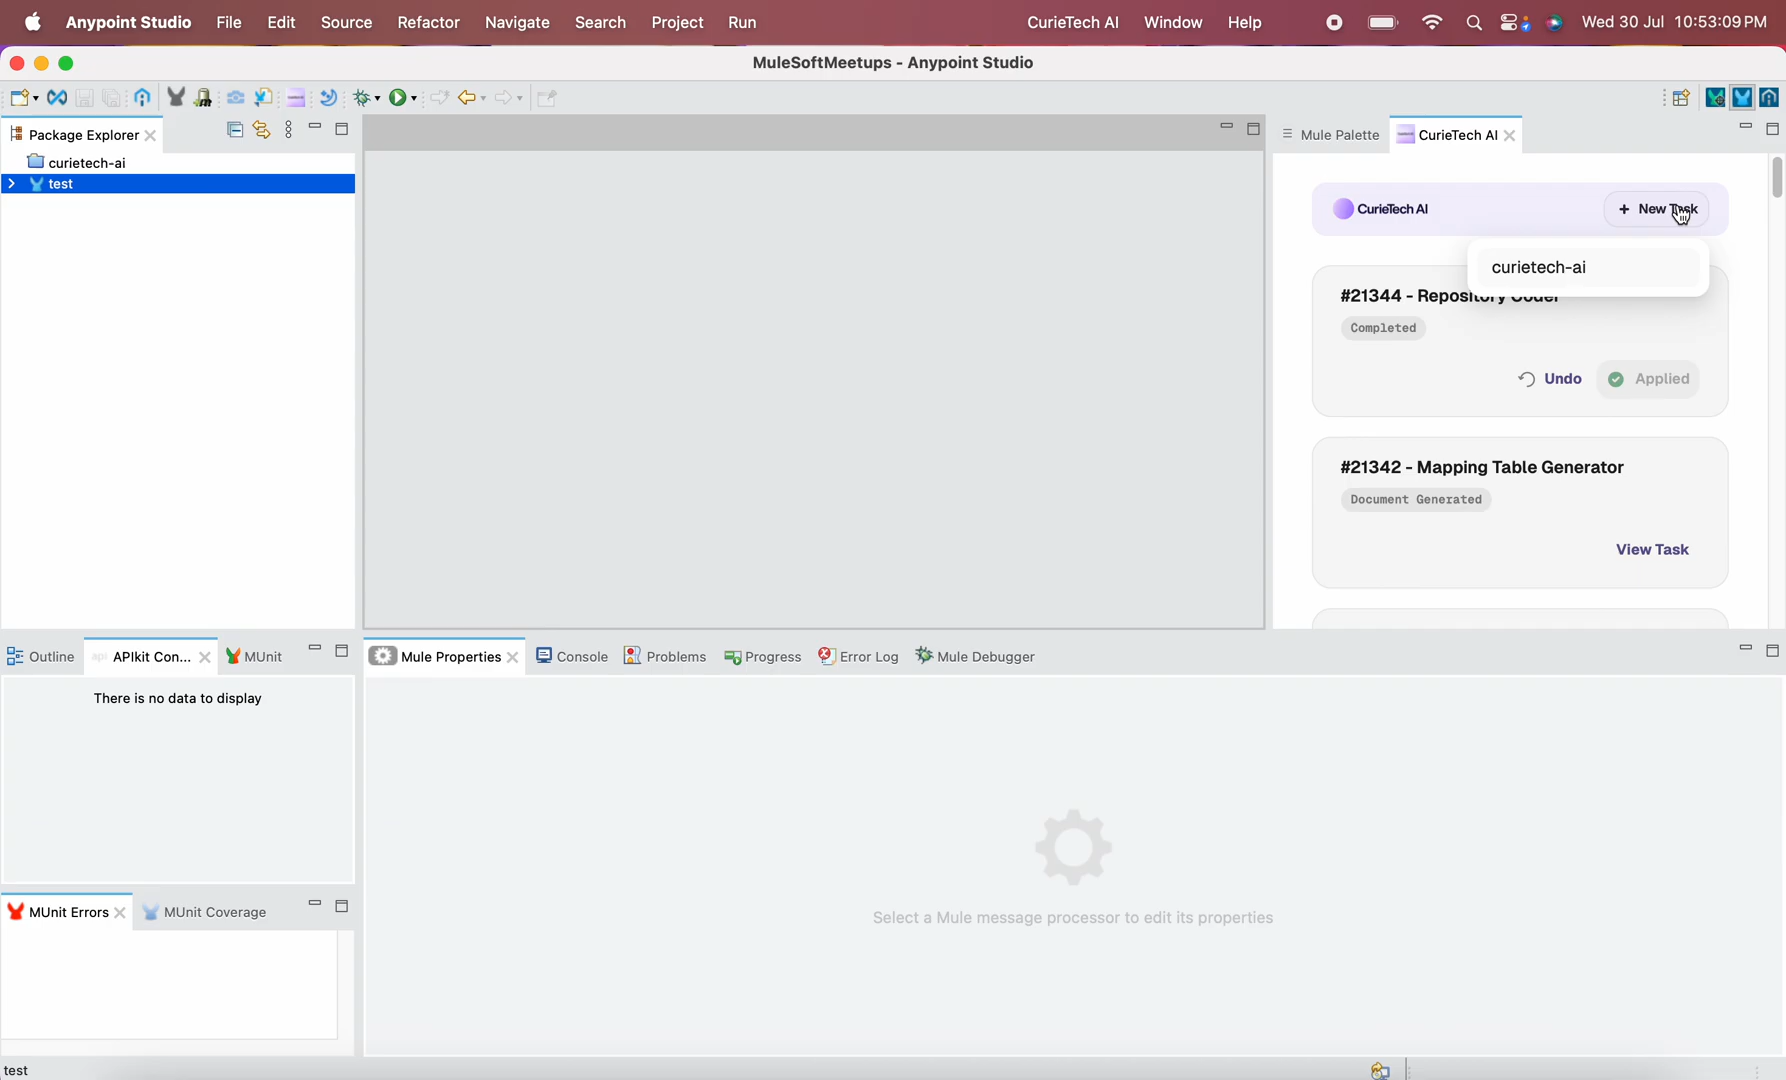 Anypoint Studio File Edit Source Refactor Navigate Search Project Run CurieTech AI Window Help Wed 30 Jul 10:53:09 PM
MuleSoftMeetups - Anypoint Studio
Package Explorer
Mule Palette CurieTech AI
curietech-ai
test
CurieTech AI + New Task
curietech-ai
#21344 - Repository Coder
Completed
Undo Applied
#21342 - Mapping Table Generator
Document Generated
View Task
Outline api APIkit Con... MUnit
Mule Properties Console Problems Progress Error Log Mule Debugger
There is no data to display
Select a Mule message processor to edit its properties
MUnit Errors MUnit Coverage
test